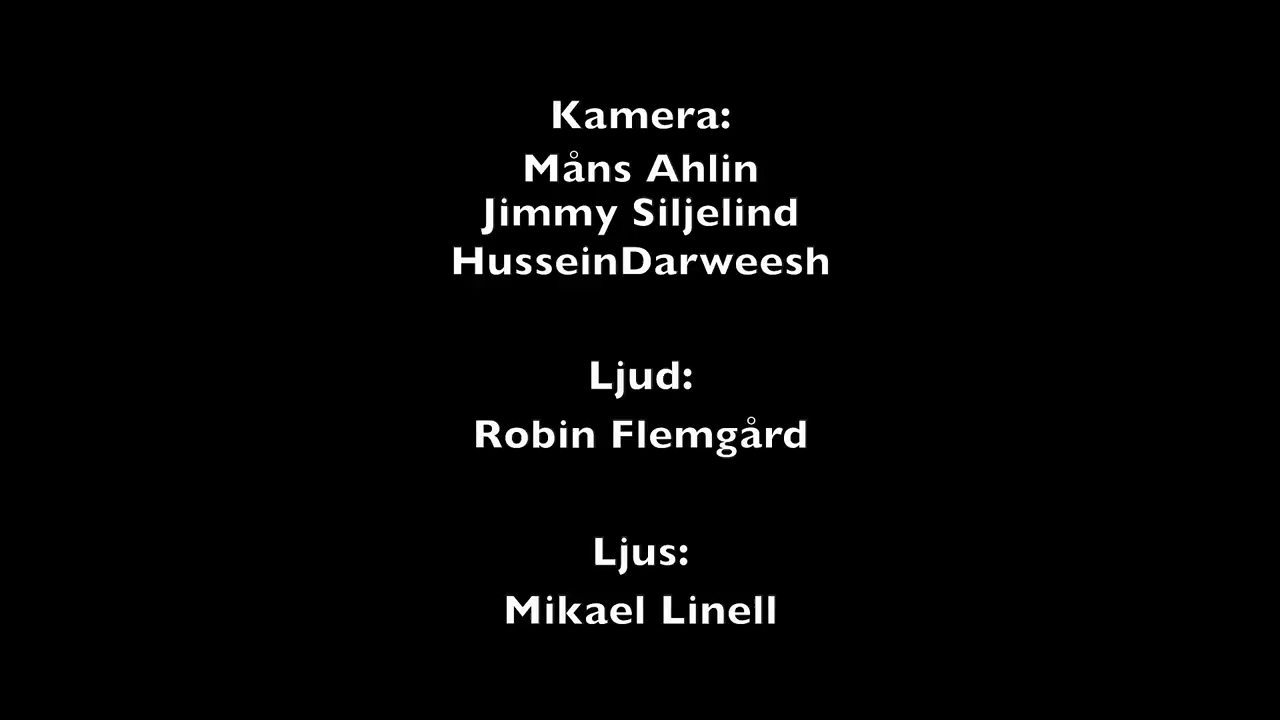 Kamera:
Måns Ahlin
Jimmy Siljelind
HusseinDarweesh
Ljud:
Robin Flemgård
Ljus:
Mikael Linell